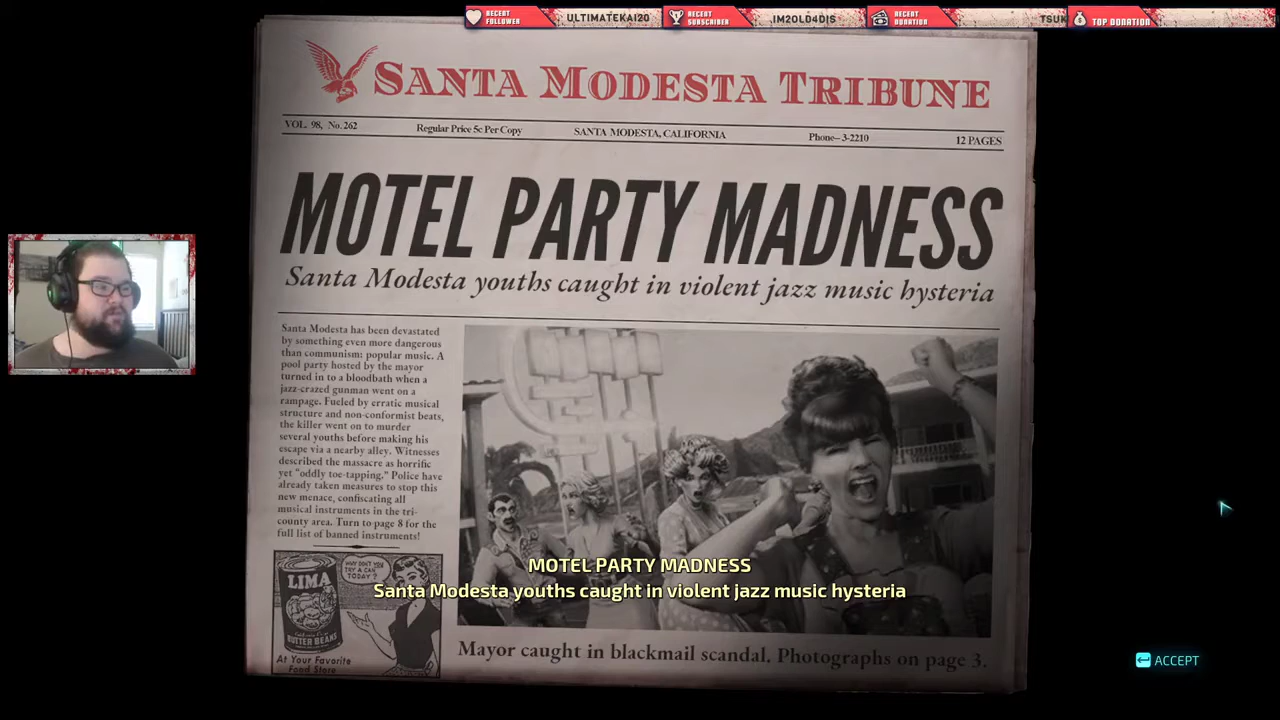 RECENT FOLLOWER
ULTIMATEKAI20
RECENT SUBSCRIBER
IM2OLD4DIS
RECENT DONATION
TSUK
TOP DONATION
SANTA MODESTA TRIBUNE
VOL. 98, No. 262 Regular Price 5c Per Copy SANTA MODESTA, CALIFORNIA Phone– 3-2210 12 PAGES
MOTEL PARTY MADNESS
Santa Modesta youths caught in violent jazz music hysteria
Santa Modesta has been devastated
by something even more dangerous
than communism: popular music. A
pool party hosted by the mayor
turned in to a bloodbath when a
jazz-crazed gunman went on a
rampage. Fueled by erratic musical
structure and non-conformist beats,
the killer went on to murder
several youths before making his
escape via a nearby alley. Witnesses
described the massacre as horrific
yet "oddly toe-tapping." Police have
already taken measures to stop this
new menace, confiscating all
musical instruments in the tri-
county area. Turn to page 8 for the
full list of banned instruments!
LIMA
BUTTER BEANS
WHY DON'T YOU
TRY A CAN
TODAY?
At Your Favorite
Food Store
MOTEL PARTY MADNESS
Santa Modesta youths caught in violent jazz music hysteria
Mayor caught in blackmail scandal. Photographs on page 3.
ACCEPT